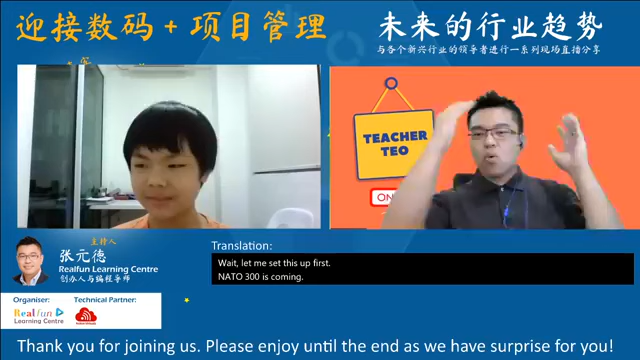 迎接数码 + 项目管理
未来的行业趋势
与各个新兴行业的领导者进行一系列现场直播分享
TEACHER
TEO
主持人
张元德
Realfun Learning Centre
创办人与编程导师
Translation:
Wait, let me set this up first.
NATO 300 is coming.
Organiser:
Technical Partner:
Realfun
Learning Centre
Thank you for joining us. Please enjoy until the end as we have surprise for you!